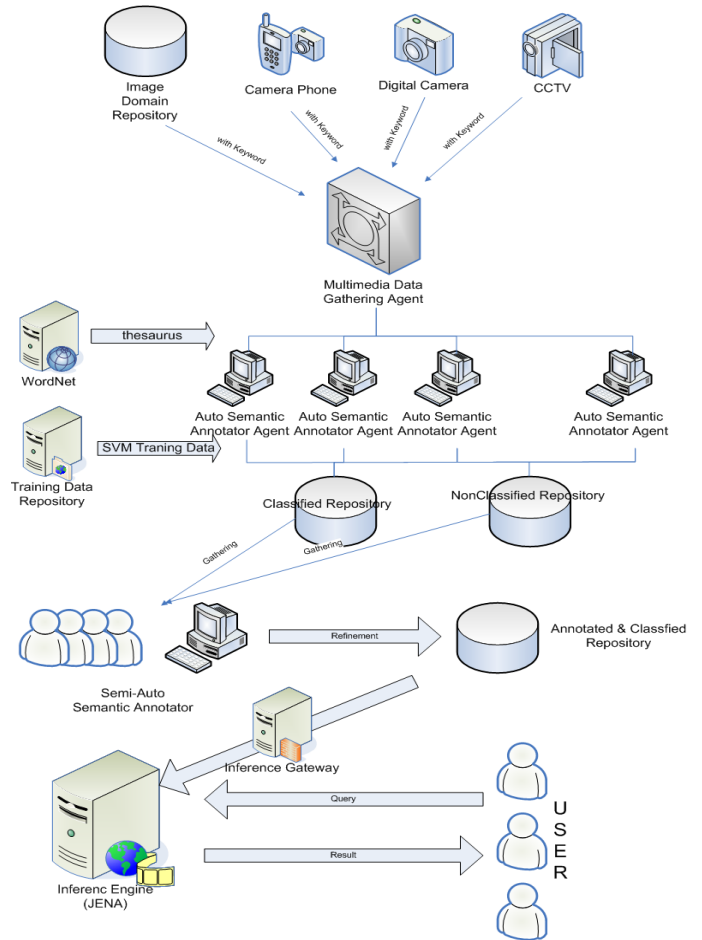 Image
Domain
Repository
Camera Phone
Digital Camera
CCTV
with Keyword
with Keyword
with Keyword
with Keyword
Multimedia Data
Gathering Agent
thesaurus
WordNet
Auto Semantic
Annotator Agent
Auto Semantic
Annotator Agent
Auto Semantic
Annotator Agent
Auto Semantic
Annotator Agent
SVM Traning Data
Training Data
Repository
Classified Repository
NonClassified Repository
Gathering
Gathering
Semi-Auto
Semantic Annotator
Refinement
Annotated & Classfied
Repository
Inference Gateway
Query
Result
USER
Inferenc Engine
(JENA)